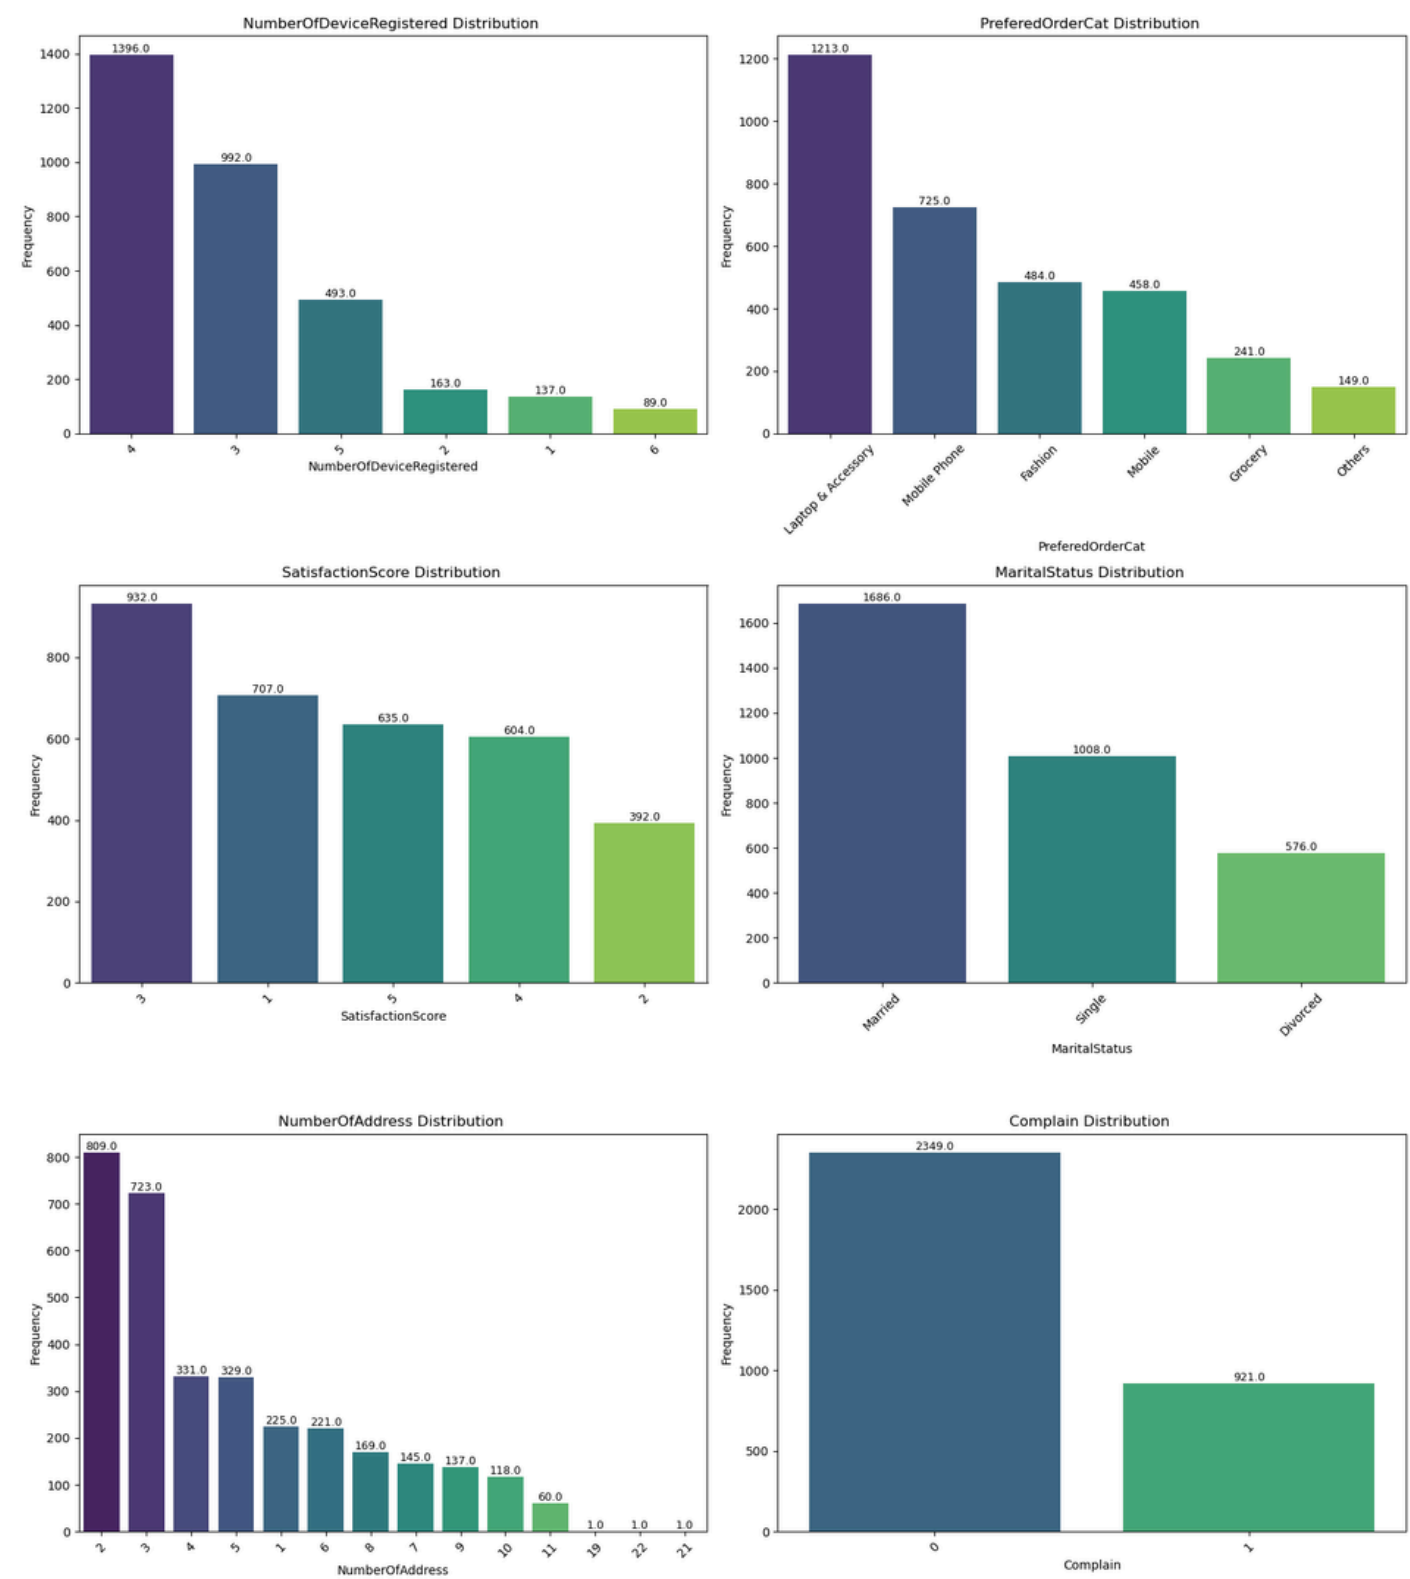 NumberOfDeviceRegistered Distribution
1400
1200
1000
800
600
400
200
0
Frequency
1396.0
992.0
493.0
163.0
137.0
89.0
4 3 5 2 1 6
NumberOfDeviceRegistered
PreferedOrderCat Distribution
1200
1000
800
600
400
200
0
Frequency
1213.0
725.0
484.0
458.0
241.0
149.0
Laptop & Accessory
Mobile Phone
Fashion
Mobile
Grocery
Others
PreferedOrderCat
SatisfactionScore Distribution
800
600
400
200
0
Frequency
932.0
707.0
635.0
604.0
392.0
3 1 5 4 2
SatisfactionScore
MaritalStatus Distribution
1600
1400
1200
1000
800
600
400
200
0
Frequency
1686.0
1008.0
576.0
Married
Single
Divorced
MaritalStatus
NumberOfAddress Distribution
800
700
600
500
400
300
200
100
0
Frequency
809.0
723.0
331.0
329.0
225.0
221.0
169.0
145.0
137.0
118.0
60.0
1.0
1.0
1.0
2 3 4 5 1 6 8 7 9 10 11 19 22 21
NumberOfAddress
Complain Distribution
2000
1500
1000
500
0
Frequency
2349.0
921.0
0 1
Complain